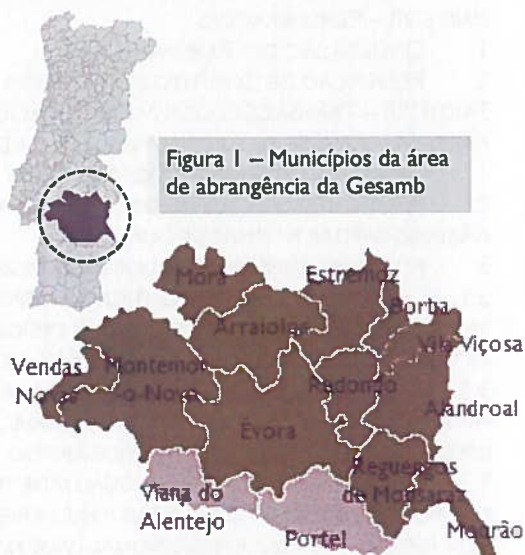 Figura 1 – Municípios da área
de abrangência da Gesamb
Mora
Estremoz
Borba
Arraiolos
Vila Viçosa
Vendas
Novas
Montemor
-o-Novo
Redondo
Alandroal
Évora
Reguengos
de Monsaraz
Viana do
Alentejo
Portel
Mourão